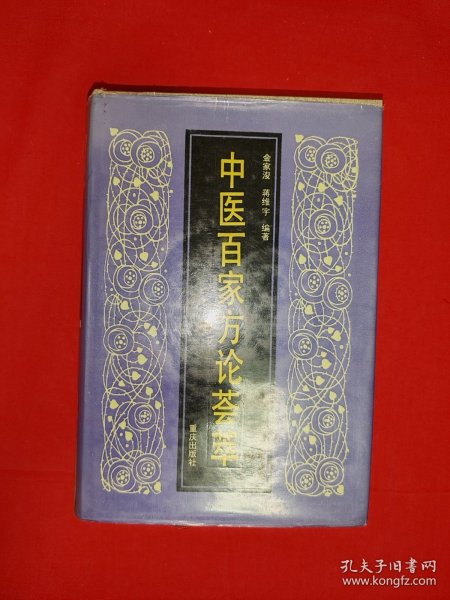 金家浚 蒋维宇 编著
中医百家方论荟萃
重庆出版社
孔夫子旧书网
www.kongfz.com